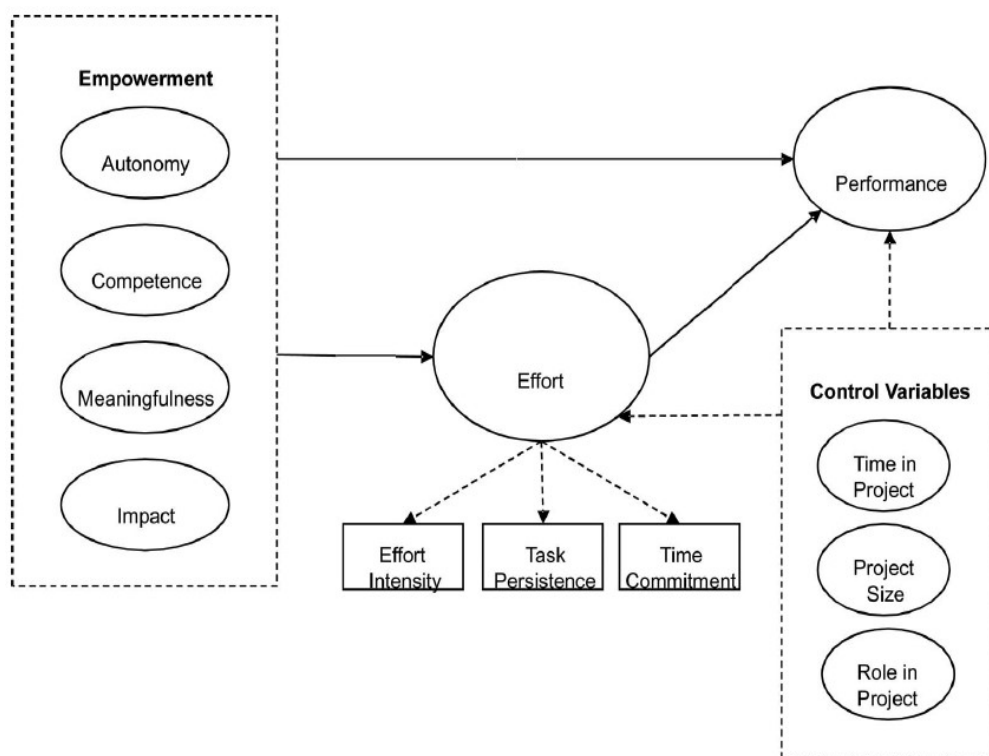 Empowerment
Autonomy
Competence
Meaningfulness
Impact
Performance
Effort
Effort
Intensity
Task
Persistence
Time
Commitment
Control Variables
Time in
Project
Project
Size
Role in
Project